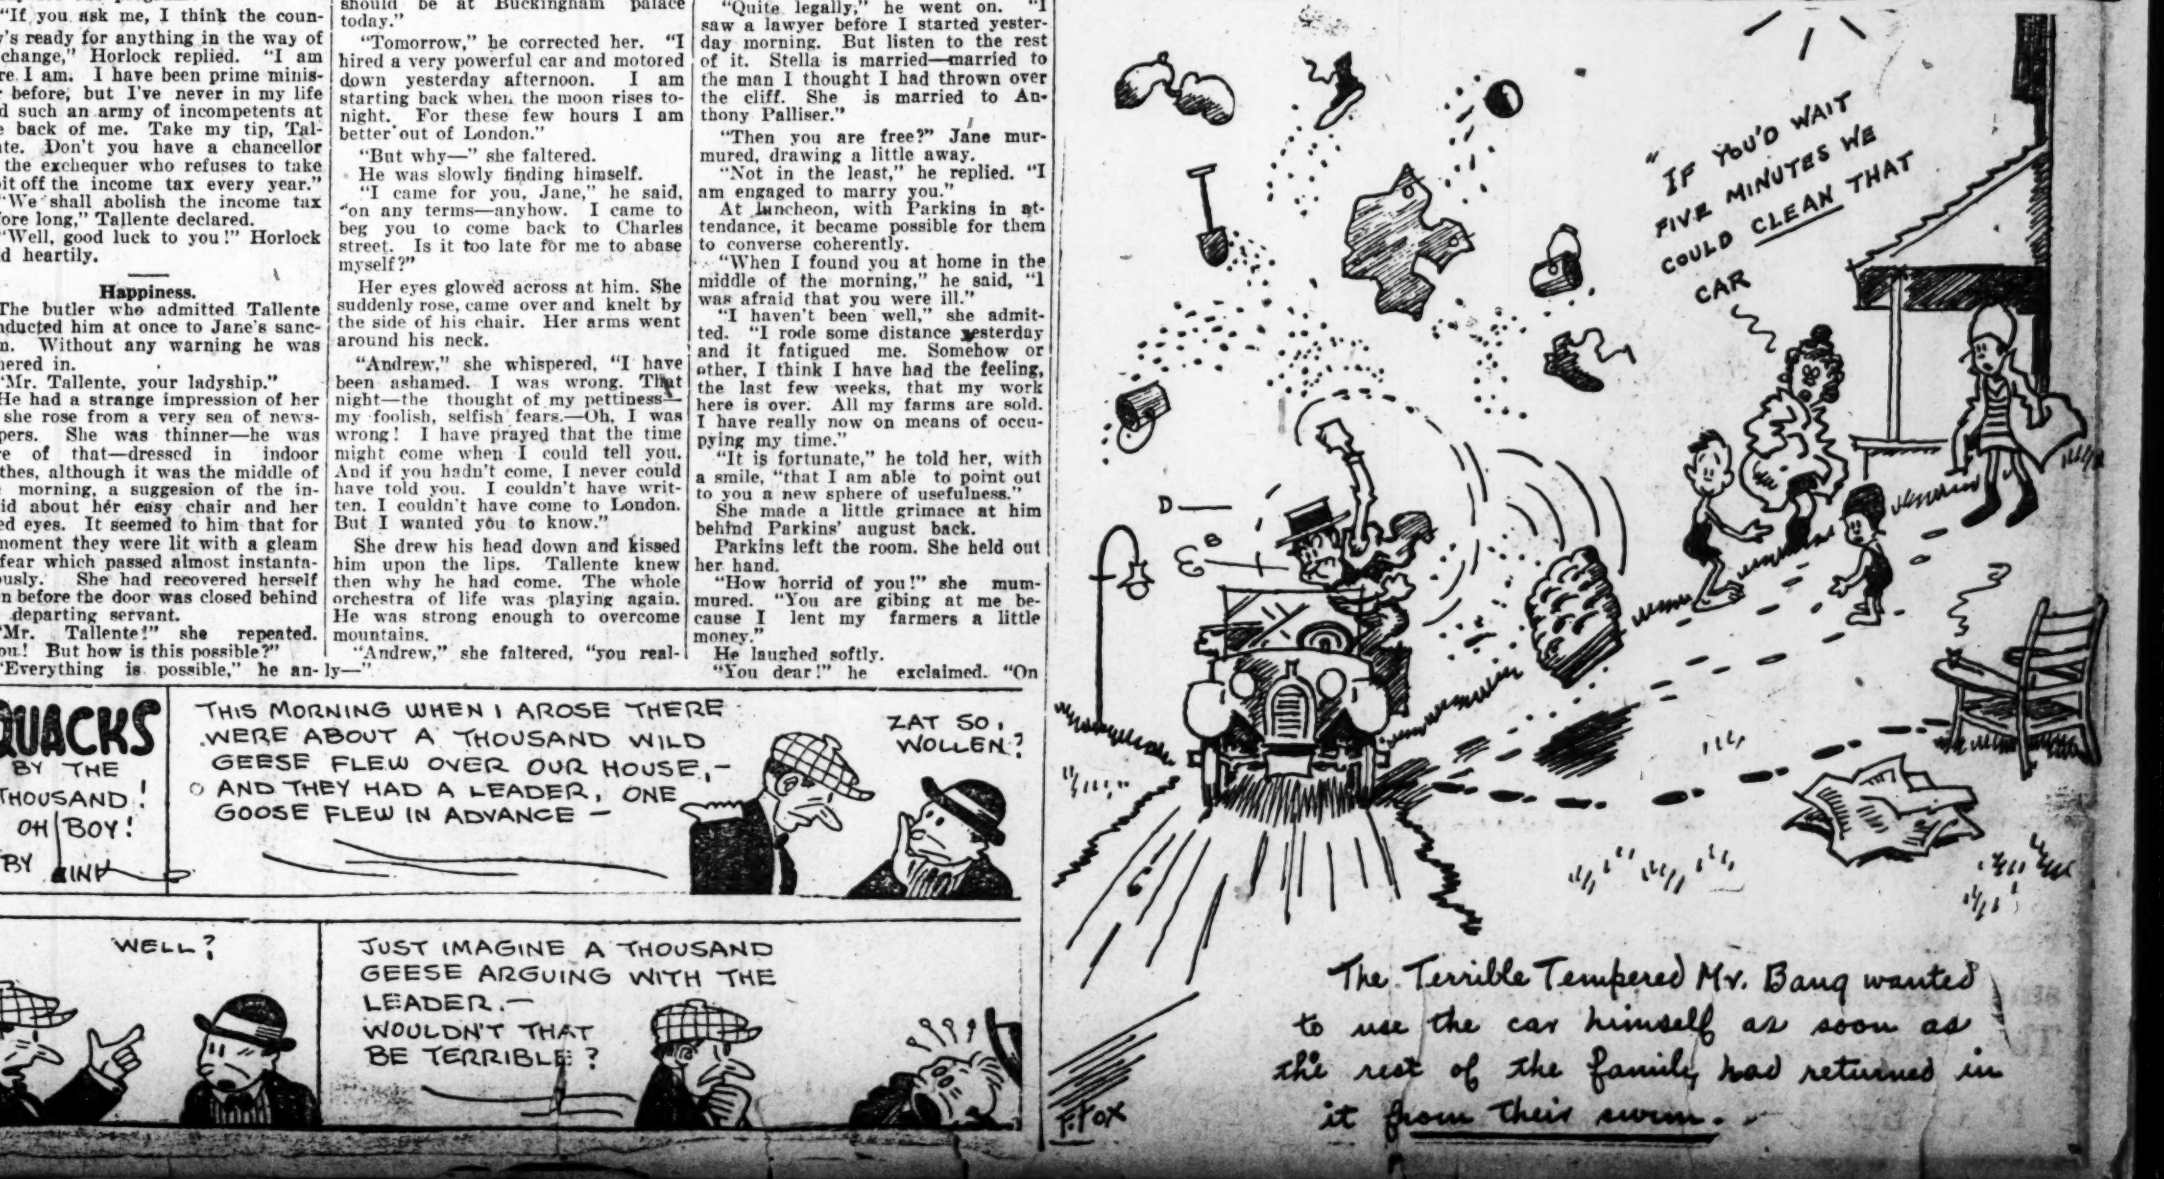 "If you ask me, I think the coun-
y's ready for anything in the way of
change," Horlock replied. "I am
re I am. I have been prime minis-
before, but I've never in my life
d such an army of incompetents at
back of me. Take my tip, Tal-
te. Don't you have a chancellor
the exchequer who refuses to take
it off the income tax every year."
"We shall abolish the income tax
fore long," Tallente declared.
"Well, good luck to you!" Horlock
d heartily.
Happiness.
The butler who admitted Tallente
nducted him at once to Jane's sanc-
m. Without any warning he was
hered in.
"Mr. Tallente, your ladyship."
He had a strange impression of her
she rose from a very sea of news-
pers. She was thinner—he was
re of that—dressed in indoor
thes, although it was the middle of
morning, a suggesion of the in-
id about her easy chair and her
ed eyes. It seemed to him that for
moment they were lit with a gleam
fear which passed almost instanta-
ously. She had recovered herself
n before the door was closed behind
departing servant.
"Mr. Tallente!" she repeated.
ou! But how is this possible?"
"Everything is possible," he an-
should be at Buckingham palace
today."
"Tomorrow," he corrected her. "I
hired a very powerful car and motored
down yesterday afternoon. I am
starting back when the moon rises to-
night. For these few hours I am
better out of London."
"But why—" she faltered.
He was slowly finding himself.
"I came for you, Jane," he said,
"on any terms—anyhow. I came to
beg you to come back to Charles
street. Is it too late for me to abase
myself?"
Her eyes glowed across at him. She
suddenly rose, came over and knelt by
the side of his chair. Her arms went
around his neck.
"Andrew," she whispered, "I have
been ashamed. I was wrong. That
night—the thought of my pettiness—
my foolish, selfish fears.—Oh, I was
wrong! I have prayed that the time
might come when I could tell you.
And if you hadn't come, I never could
have told you. I couldn't have writ-
ten. I couldn't have come to London.
But I wanted you to know."
She drew his head down and kissed
him upon the lips. Tallente knew
then why he had come. The whole
orchestra of life was playing again.
He was strong enough to overcome
mountains.
"Andrew," she faltered, "you real-
ly—"
"Quite legally," he went on. "I
saw a lawyer before I started yester-
day morning. But listen to the rest
of it. Stella is married—married to
the man I thought I had thrown over
the cliff. She is married to An-
thony Palliser."
"Then you are free?" Jane mur-
mured, drawing a little away.
"Not in the least," he replied. "I
am engaged to marry you."
At luncheon, with Parkins in at-
tendance, it became possible for them
to converse coherently.
"When I found you at home in the
middle of the morning," he said, "I
was afraid that you were ill."
"I haven't been well," she admit-
ted. "I rode some distance yesterday
and it fatigued me. Somehow or
other, I think I have had the feeling,
the last few weeks, that my work
here is over. All my farms are sold.
I have really now on means of occu-
pying my time."
"It is fortunate," he told her, with
a smile, "that I am able to point out
to you a new sphere of usefulness."
She made a little grimace at him
behind Parkins' august back.
Parkins left the room. She held out
her hand.
"How horrid of you!" she mum-
mured. "You are gibing at me be-
cause I lent my farmers a little
money."
He laughed softly.
"You dear!" he exclaimed. "On
QUACKS
BY THE
THOUSAND!
OH BOY!
BY
THIS MORNING WHEN I AROSE THERE
WERE ABOUT A THOUSAND WILD
GEESE FLEW OVER OUR HOUSE,—
AND THEY HAD A LEADER, ONE
GOOSE FLEW IN ADVANCE —
ZAT SO,
WOLLEN?
WELL?
JUST IMAGINE A THOUSAND
GEESE ARGUING WITH THE
LEADER.—
WOULDN'T THAT
BE TERRIBLE?
"IF YOU'D WAIT
FIVE MINUTES WE
COULD CLEAN THAT
CAR
D—
B
The Terrible Tempered Mr. Bang wanted
to use the car himself as soon as
the rest of the family had returned in
it from their swim.
F. FOX